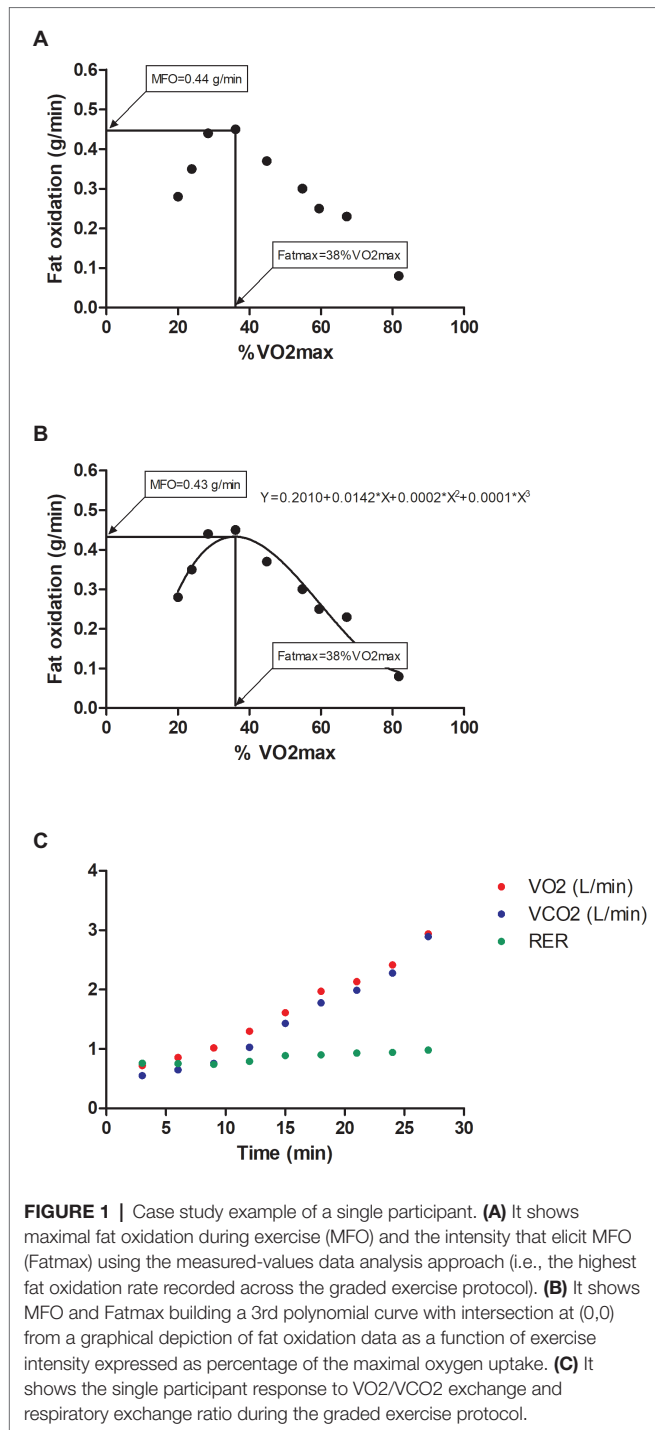 A
0.6
0.5
0.4
0.3
0.2
0.1
0.0
Fat oxidation (g/min)
MFO=0.44 g/min
Fatmax=38%VO2max
0 20 40 60 80 100
%VO2max
B
0.6
0.5
0.4
0.3
0.2
0.1
0.0
Fat oxidation (g/min)
MFO=0.43 g/min
Y=0.2010+0.0142*X+0.0002*X²+0.0001*X³
Fatmax=38%VO2max
0 20 40 60 80 100
% VO2max
C
4
3
2
1
0
VO2 (L/min)
VCO2 (L/min)
RER
0 5 10 15 20 25 30
Time (min)
FIGURE 1 | Case study example of a single participant. (A) It shows
maximal fat oxidation during exercise (MFO) and the intensity that elicit MFO
(Fatmax) using the measured-values data analysis approach (i.e., the highest
fat oxidation rate recorded across the graded exercise protocol). (B) It shows
MFO and Fatmax building a 3rd polynomial curve with intersection at (0,0)
from a graphical depiction of fat oxidation data as a function of exercise
intensity expressed as percentage of the maximal oxygen uptake. (C) It
shows the single participant response to VO2/VCO2 exchange and
respiratory exchange ratio during the graded exercise protocol.